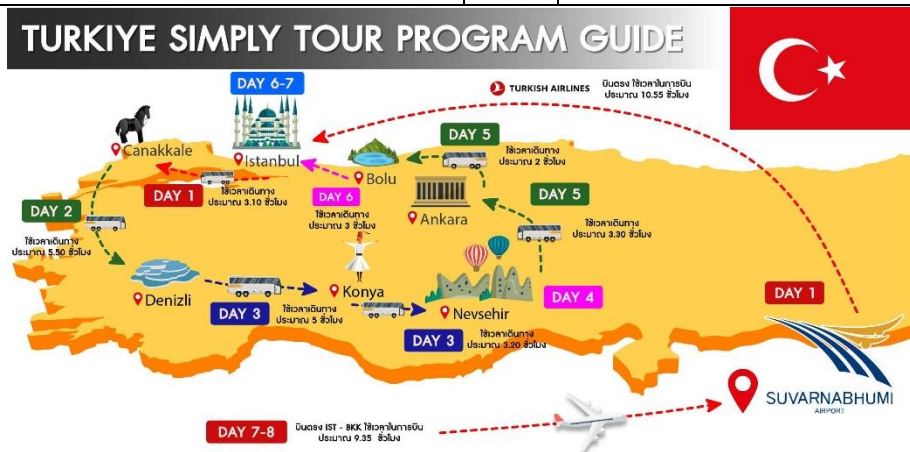 TURKIYE SIMPLY TOUR PROGRAM GUIDE
DAY 6-7
TURKISH AIRLINES
บินตรง ใช้เวลาในการบิน
ประมาณ 10.55 ชั่วโมง
Canakkale
Istanbul
DAY 1
ใช้เวลาเดินทาง
ประมาณ 3.10 ชั่วโมง
Bolu
DAY 5
ใช้เวลาเดินทาง
ประมาณ 2 ชั่วโมง
DAY 6
ใช้เวลาเดินทาง
ประมาณ 3 ชั่วโมง
Ankara
DAY 5
ใช้เวลาเดินทาง
ประมาณ 3.30 ชั่วโมง
DAY 2
ใช้เวลาเดินทาง
ประมาณ 5.50 ชั่วโมง
Denizli
DAY 3
ใช้เวลาเดินทาง
ประมาณ 5 ชั่วโมง
Konya
Nevsehir
DAY 4
DAY 3
ใช้เวลาเดินทาง
ประมาณ 3.20 ชั่วโมง
DAY 1
SUVARNABHUMI
AIRPORT
DAY 7-8
บินตรง IST - BKK ใช้เวลาในการบิน
ประมาณ 9.35 ชั่วโมง